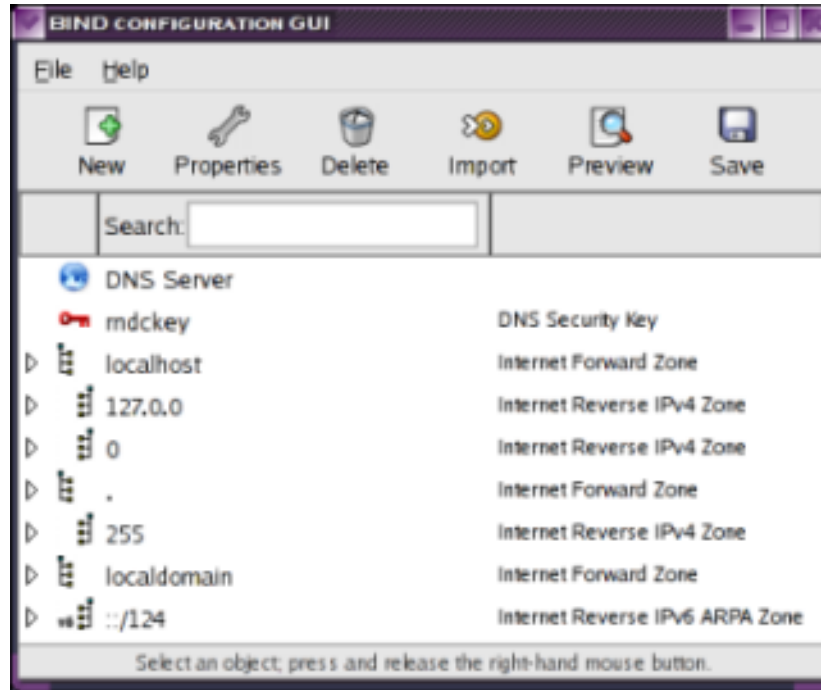 BIND CONFIGURATION GUI
File Help
New Properties Delete Import Preview Save
Search:
DNS Server
rndckey DNS Security Key
localhost Internet Forward Zone
127.0.0 Internet Reverse IPv4 Zone
0 Internet Reverse IPv4 Zone
. Internet Forward Zone
255 Internet Reverse IPv4 Zone
localdomain Internet Forward Zone
v6 ::/124 Internet Reverse IPv6 ARPA Zone
Select an object; press and release the right-hand mouse button.